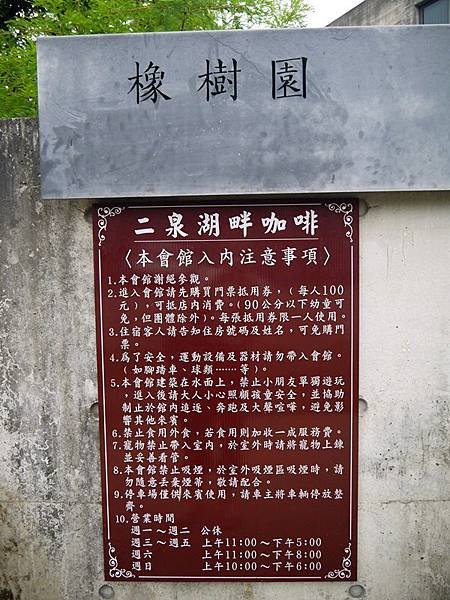 橡樹園
二泉湖畔咖啡
〈本會館入內注意事項〉
1.本會館謝絕參觀。
2.進入會館請先購買門票抵用券，(每人100
元)，可抵店內消費。(90公分以下幼童可
免，但團體除外)。每張抵用券限一人使用。
3.住宿客人請告知住房號碼及姓名，可免購門
票。
4.為了安全，運動設備及器材請勿帶入會館。
(如腳踏車、球類⋯⋯等)。
5.本會館建築在水面上，禁止小朋友單獨遊玩
，進入後請大人小心照顧孩童安全，並協助
制止於館內追逐、奔跑及大聲喧嘩，避免影
響其他來賓。
6.禁止食用外食，若食用則加收一成服務費。
7.寵物禁止帶入室內，於室外時請將寵物上鍊
並妥善看管。
8.本會館禁止吸煙，於室外吸煙區吸煙時，請
勿隨意丟棄煙蒂，敬請配合。
9.停車場僅供來賓使用，請車主將車輛停放整
齊。
10.營業時間
週一～週二 公休
週三～週五 上午11:00～下午5:00
週六 上午11:00～下午8:00
週日 上午10:00～下午6:00